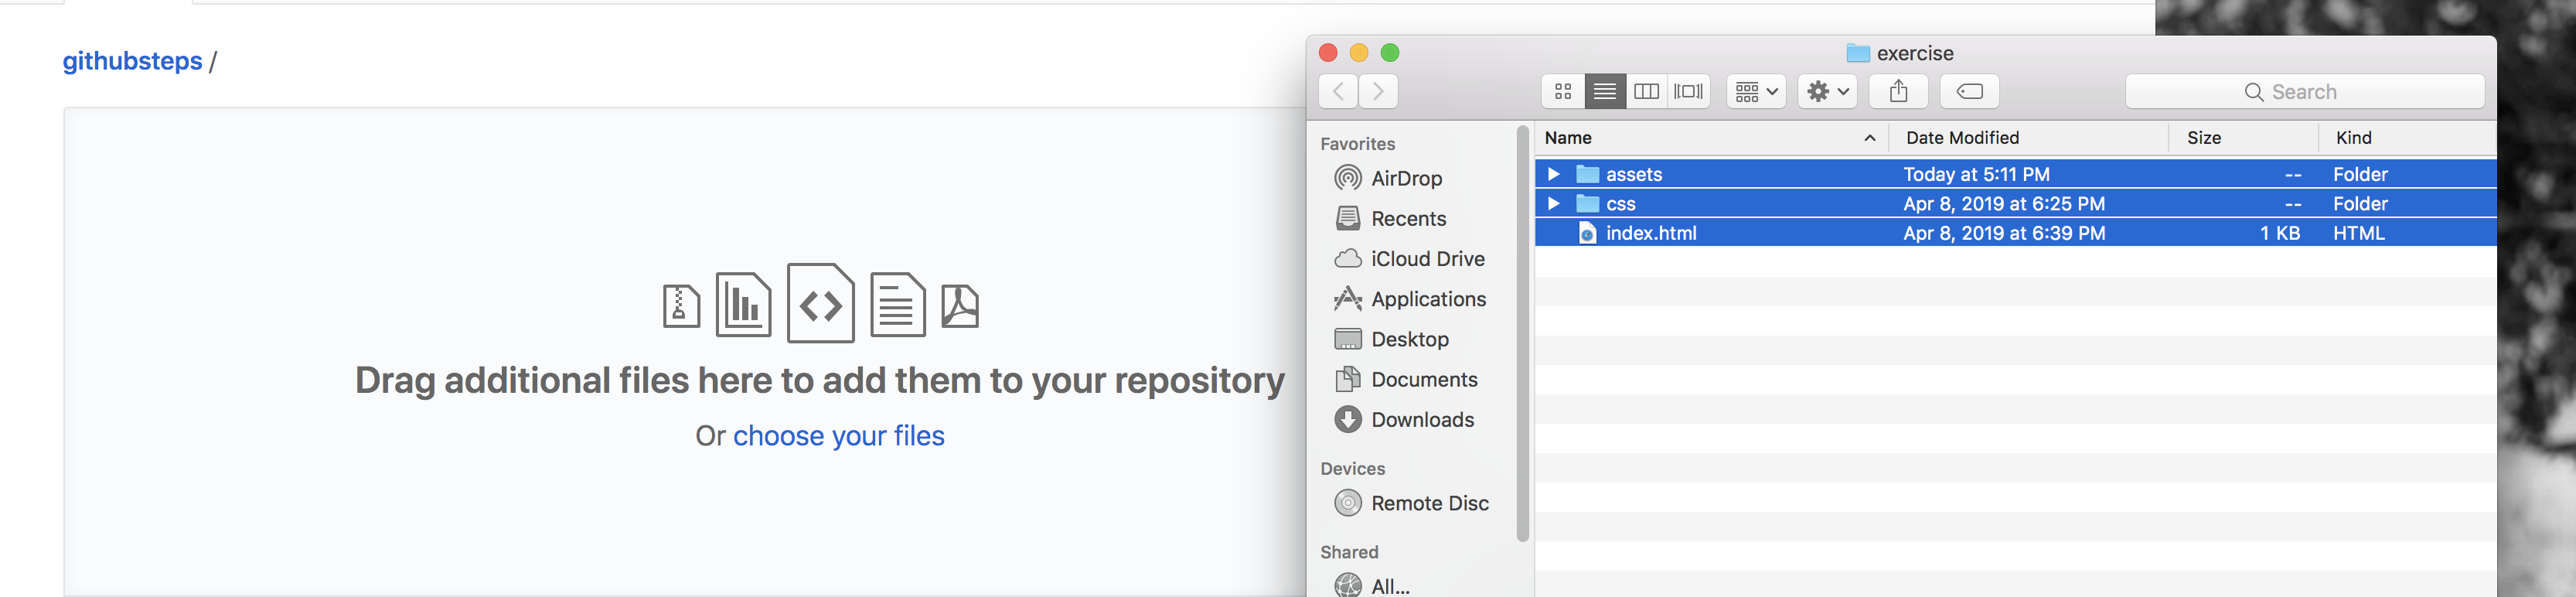 githubsteps /
Drag additional files here to add them to your repository
Or choose your files
exercise
Search
Favorites
AirDrop
Recents
iCloud Drive
Applications
Desktop
Documents
Downloads
Devices
Remote Disc
Shared
All...
Name Date Modified Size Kind
assets Today at 5:11 PM -- Folder
css Apr 8, 2019 at 6:25 PM -- Folder
index.html Apr 8, 2019 at 6:39 PM 1 KB HTML